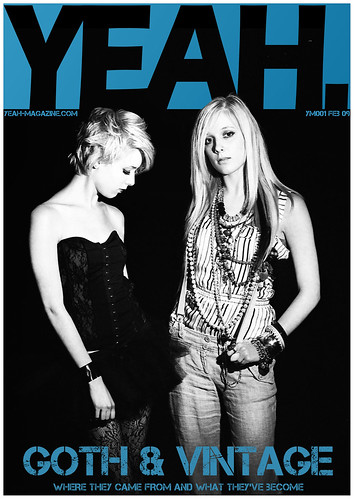 YEAH.
YEAH-MAGAZINE.COM YM001 FEB 09
GOTH & VINTAGE
WHERE THEY CAME FROM AND WHAT THEY'VE BECOME